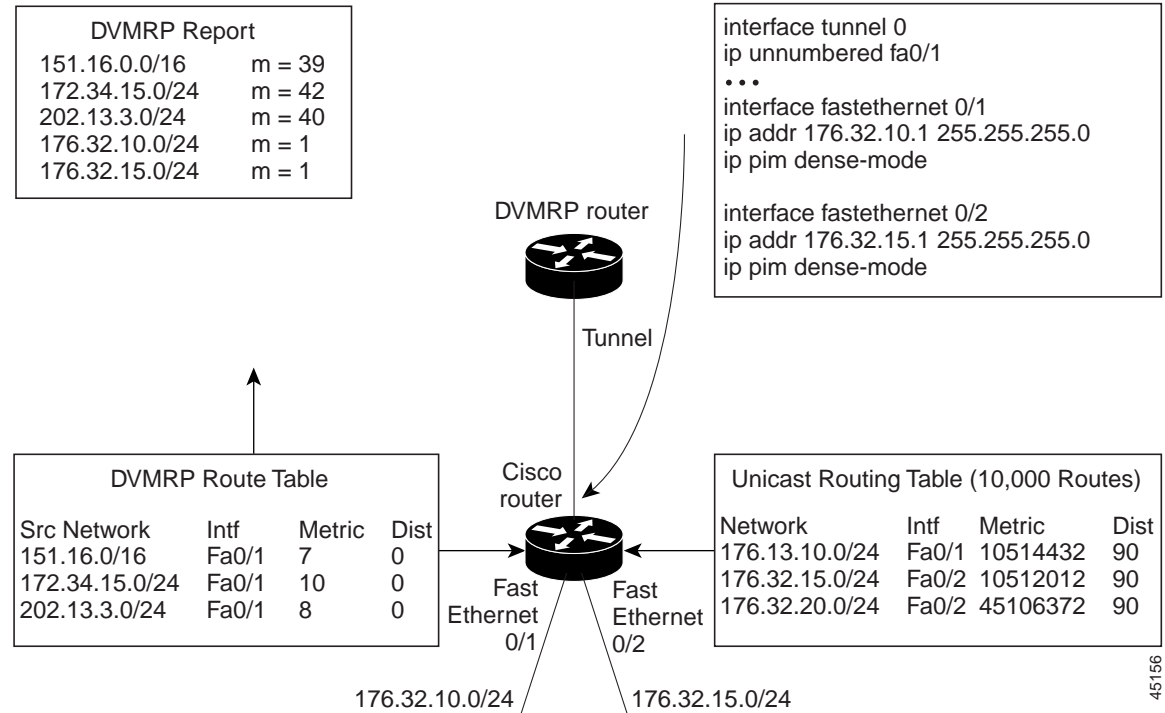 DVMRP Report
151.16.0.0/16 m = 39
172.34.15.0/24 m = 42
202.13.3.0/24 m = 40
176.32.10.0/24 m = 1
176.32.15.0/24 m = 1
interface tunnel 0
ip unnumbered fa0/1
• • •
interface fastethernet 0/1
ip addr 176.32.10.1 255.255.255.0
ip pim dense-mode
interface fastethernet 0/2
ip addr 176.32.15.1 255.255.255.0
ip pim dense-mode
DVMRP router
Tunnel
DVMRP Route Table
Src Network Intf Metric Dist
151.16.0/16 Fa0/1 7 0
172.34.15.0/24 Fa0/1 10 0
202.13.3.0/24 Fa0/1 8 0
Cisco
router
Unicast Routing Table (10,000 Routes)
Network Intf Metric Dist
176.13.10.0/24 Fa0/1 10514432 90
176.32.15.0/24 Fa0/2 10512012 90
176.32.20.0/24 Fa0/2 45106372 90
Fast
Ethernet
0/1
Fast
Ethernet
0/2
176.32.10.0/24
176.32.15.0/24
45156